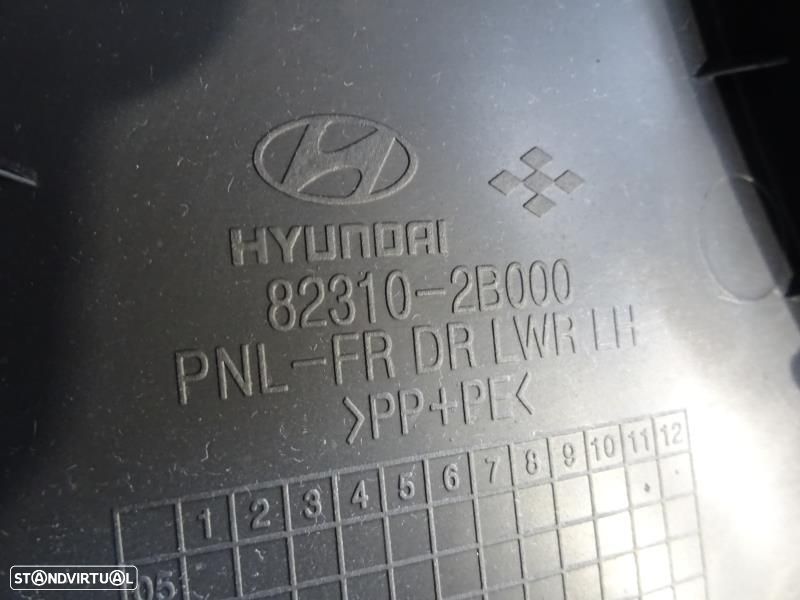 HYUNDAI
82310-2B000
PNL-FR DR LWR LH
>PP+PE<
1 2 3 4 5 6 7 8 9 10 11 12
05
STANDVIRTUAL